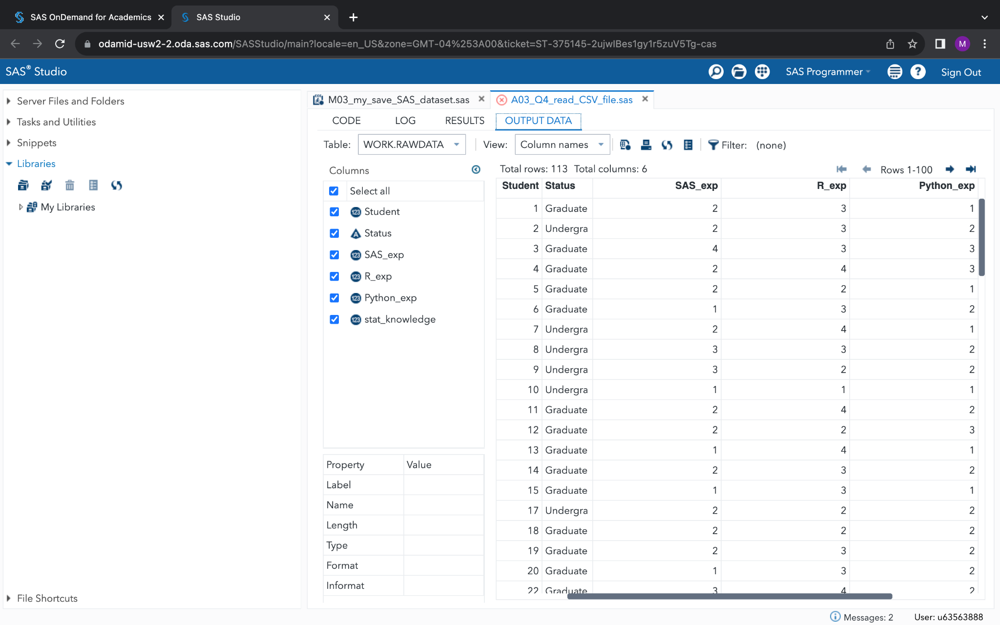 SAS OnDemand for Academics
SAS Studio
odamid-usw2-2.oda.sas.com/SASStudio/main?locale=en_US&zone=GMT-04%253A00&ticket=ST-375145-2ujwIBes1gy1r5zuV5Tg-cas
M
SAS® Studio
SAS Programmer
?
Sign Out
Server Files and Folders
Tasks and Utilities
Snippets
Libraries
My Libraries
File Shortcuts
M03_my_save_SAS_dataset.sas
A03_Q4_read_CSV_file.sas
CODE LOG RESULTS OUTPUT DATA
Table: WORK.RAWDATA View: Column names Filter: (none)
Columns
Select all
123 Student
A Status
123 SAS_exp
123 R_exp
123 Python_exp
123 stat_knowledge
Property Value
Label
Name
Length
Type
Format
Informat
Total rows: 113 Total columns: 6 Rows 1-100
Student Status SAS_exp R_exp Python_exp
1 Graduate 2 3 1
2 Undergra 2 3 2
3 Graduate 4 3 3
4 Graduate 2 4 3
5 Graduate 2 2 1
6 Graduate 1 3 2
7 Undergra 2 4 1
8 Undergra 3 3 2
9 Undergra 3 2 2
10 Undergra 1 1 1
11 Graduate 2 4 2
12 Graduate 2 2 3
13 Graduate 1 4 1
14 Graduate 2 3 2
15 Graduate 1 3 1
17 Undergra 2 2 2
18 Graduate 2 2 2
19 Graduate 2 3 2
20 Graduate 1 3 2
22 Graduate 3 4 2
Messages: 2 User: u63563888